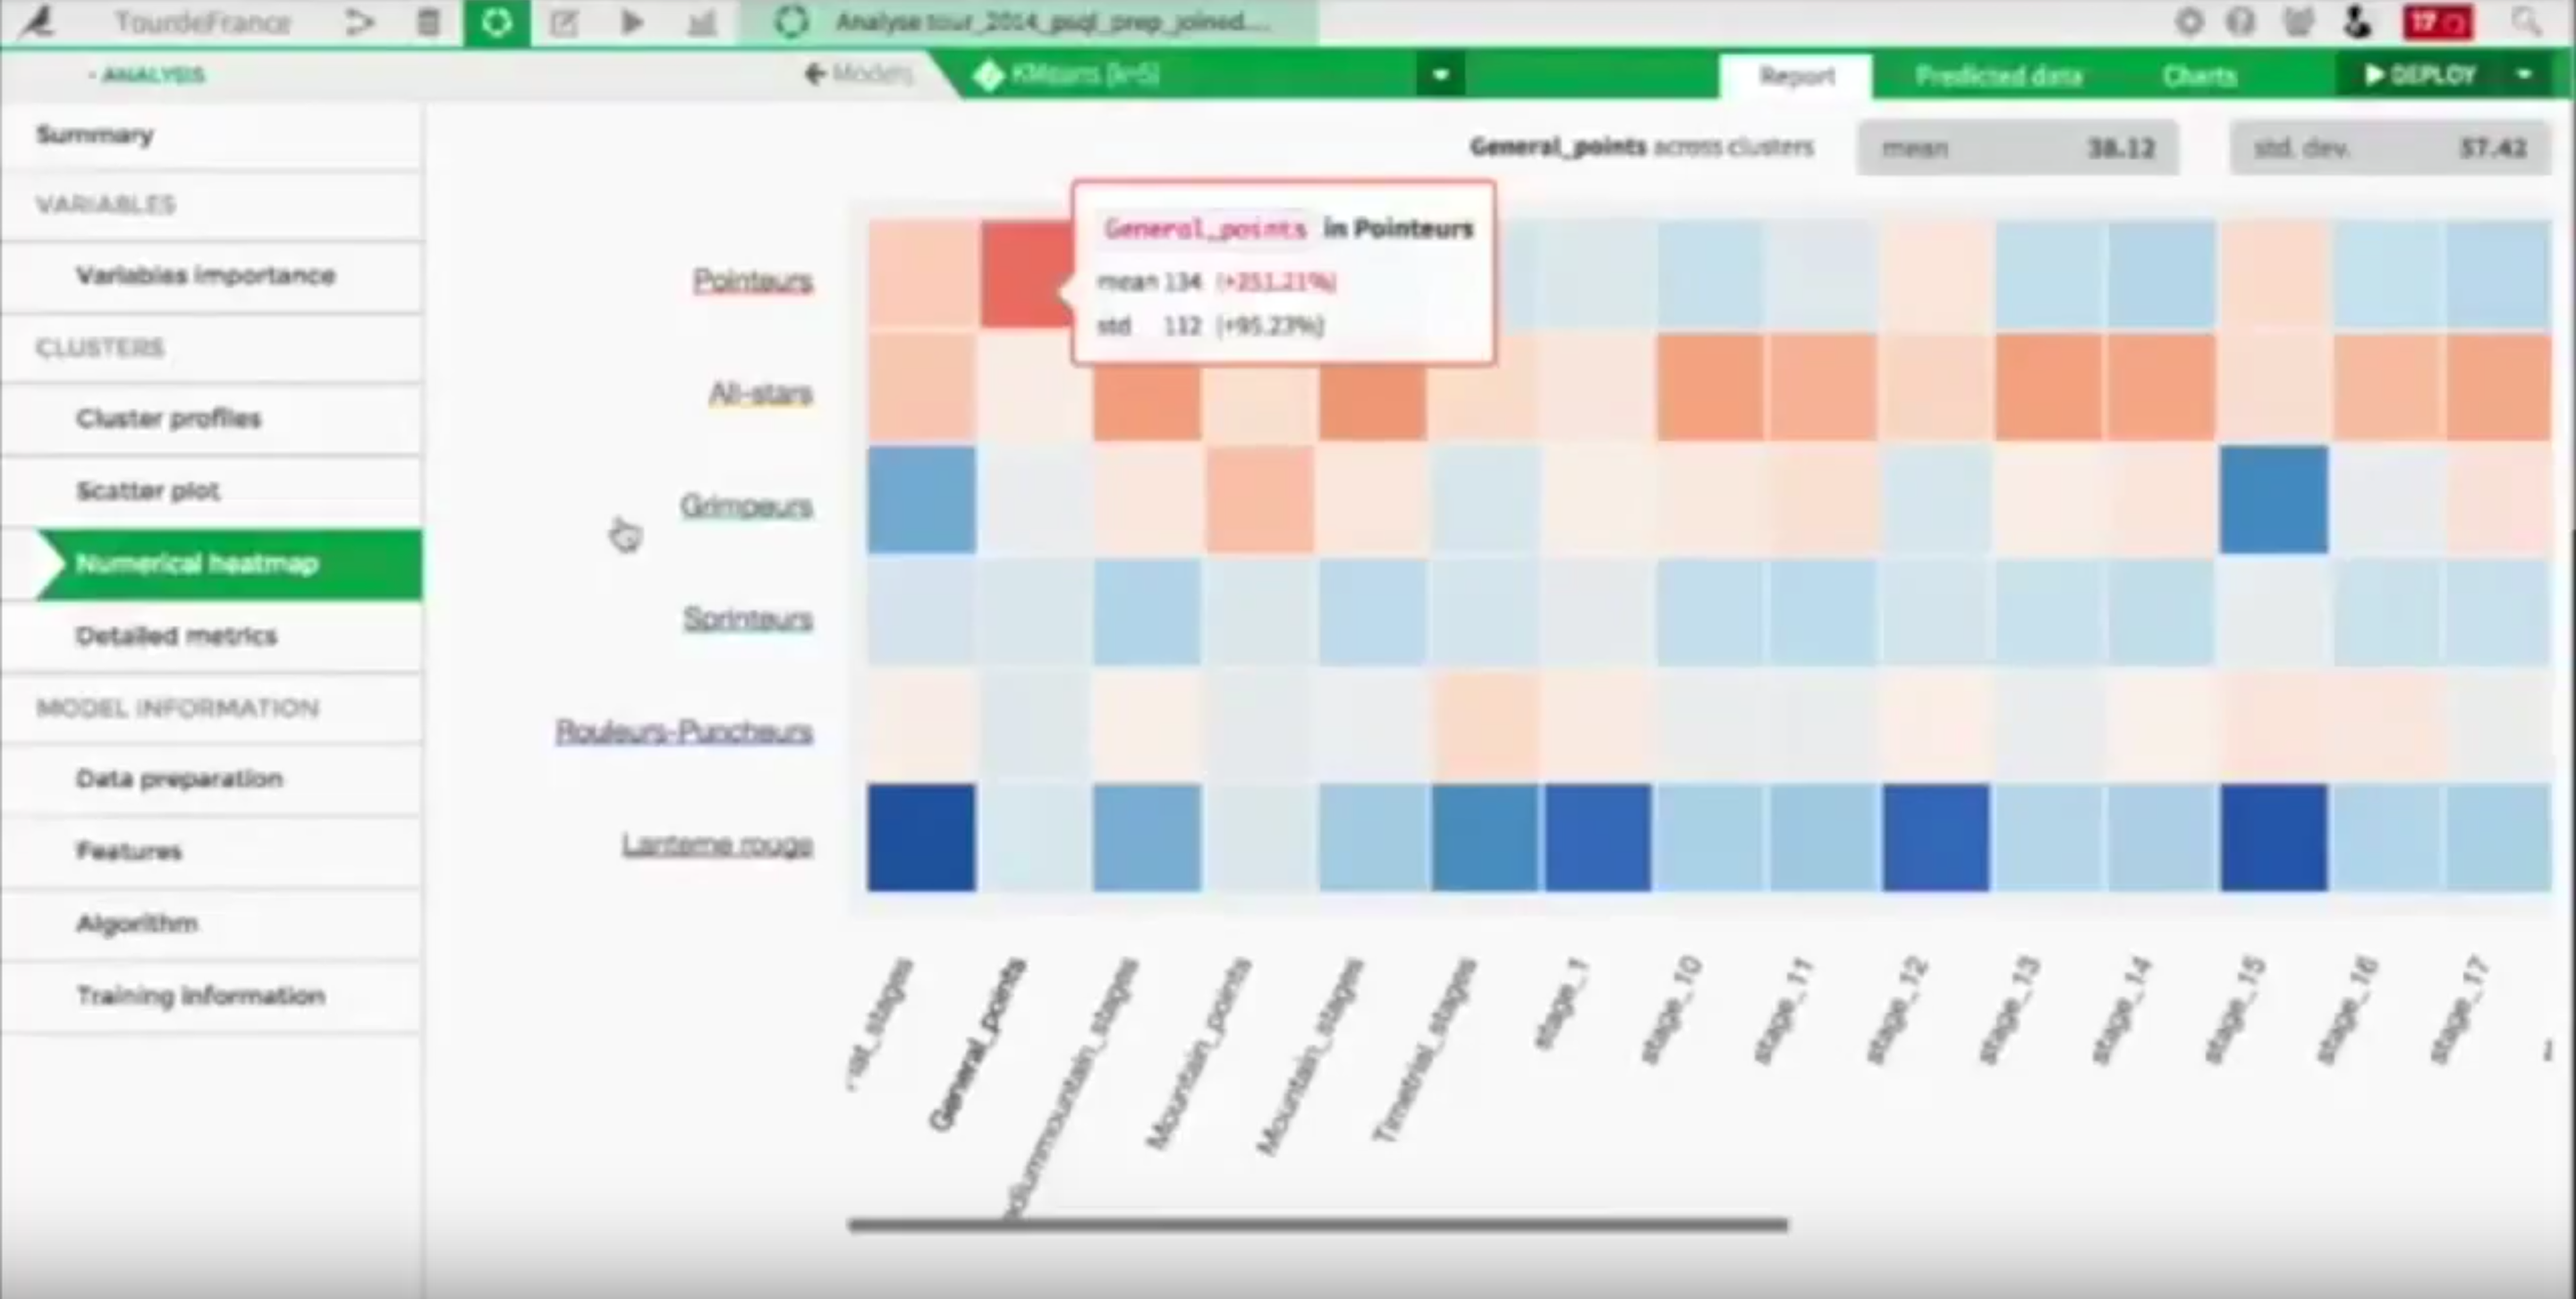 TourdeFrance
Analyse tour_2014_psql_prep_joined....
17
- ANALYSIS
Models
KMeans (k=5)
Report
Predicted data
Charts
DEPLOY
Summary
VARIABLES
Variables importance
CLUSTERS
Cluster profiles
Scatter plot
Numerical heatmap
Detailed metrics
MODEL INFORMATION
Data preparation
Features
Algorithm
Training information
General_points across clusters
mean 38.12
std. dev. 57.42
General_points in Pointeurs
mean 134 (+251.21%)
std 112 (+95.23%)
Pointeurs
All-stars
Grimpeurs
Sprinteurs
Rouleurs-Puncheurs
Lanterne rouge
lat_stages
General_points
diummountain_stages
Mountain_points
Mountain_stages
Timetrial_stages
stage_1
stage_10
stage_11
stage_12
stage_13
stage_14
stage_15
stage_16
stage_17